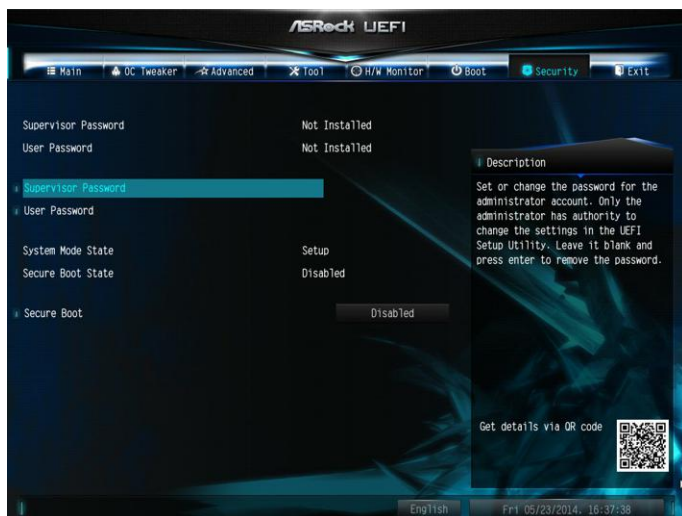 ASRock UEFI
Main OC Tweaker Advanced Tool H/W Monitor Boot Security Exit
Supervisor Password Not Installed
User Password Not Installed
Supervisor Password
User Password
System Mode State Setup
Secure Boot State Disabled
Secure Boot Disabled
Description
Set or change the password for the
administrator account. Only the
administrator has authority to
change the settings in the UEFI
Setup Utility. Leave it blank and
press enter to remove the password.
Get details via QR code
English Fri 05/23/2014. 16:37:38